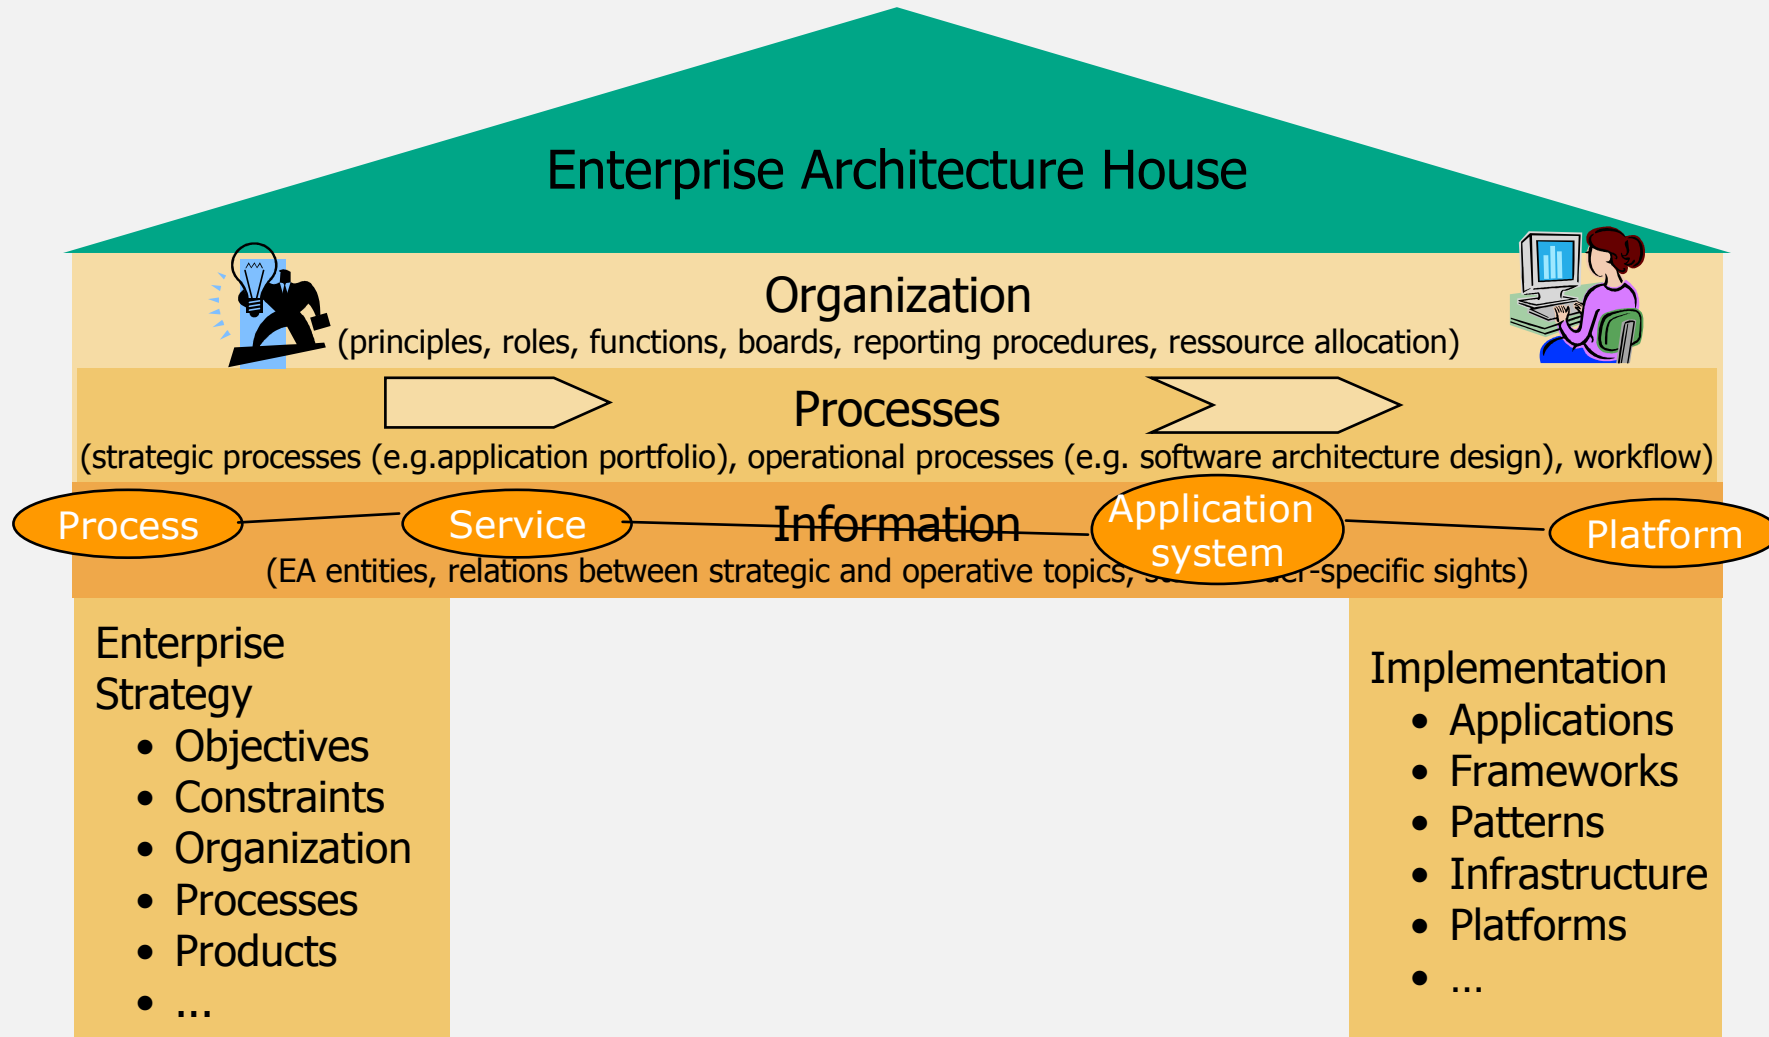 Enterprise Architecture House
Organization
(principles, roles, functions, boards, reporting procedures, ressource allocation)
Processes
(strategic processes (e.g.application portfolio), operational processes (e.g. software architecture design), workflow)
Process
Service
Information
Application
system
Platform
(EA entities, relations between strategic and operative topics, -specific sights)
Enterprise
Strategy
• Objectives
• Constraints
• Organization
• Processes
• Products
• ...
Implementation
• Applications
• Frameworks
• Patterns
• Infrastructure
• Platforms
• ...